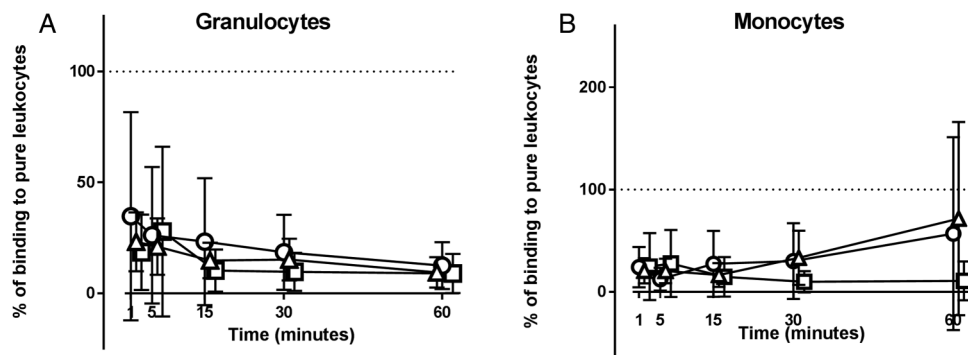 A
Granulocytes
% of binding to pure leukocytes
100
50
0
1 5 15 30 60
Time (minutes)
B
Monocytes
% of binding to pure leukocytes
200
100
0
1 5 15 30 60
Time (minutes)